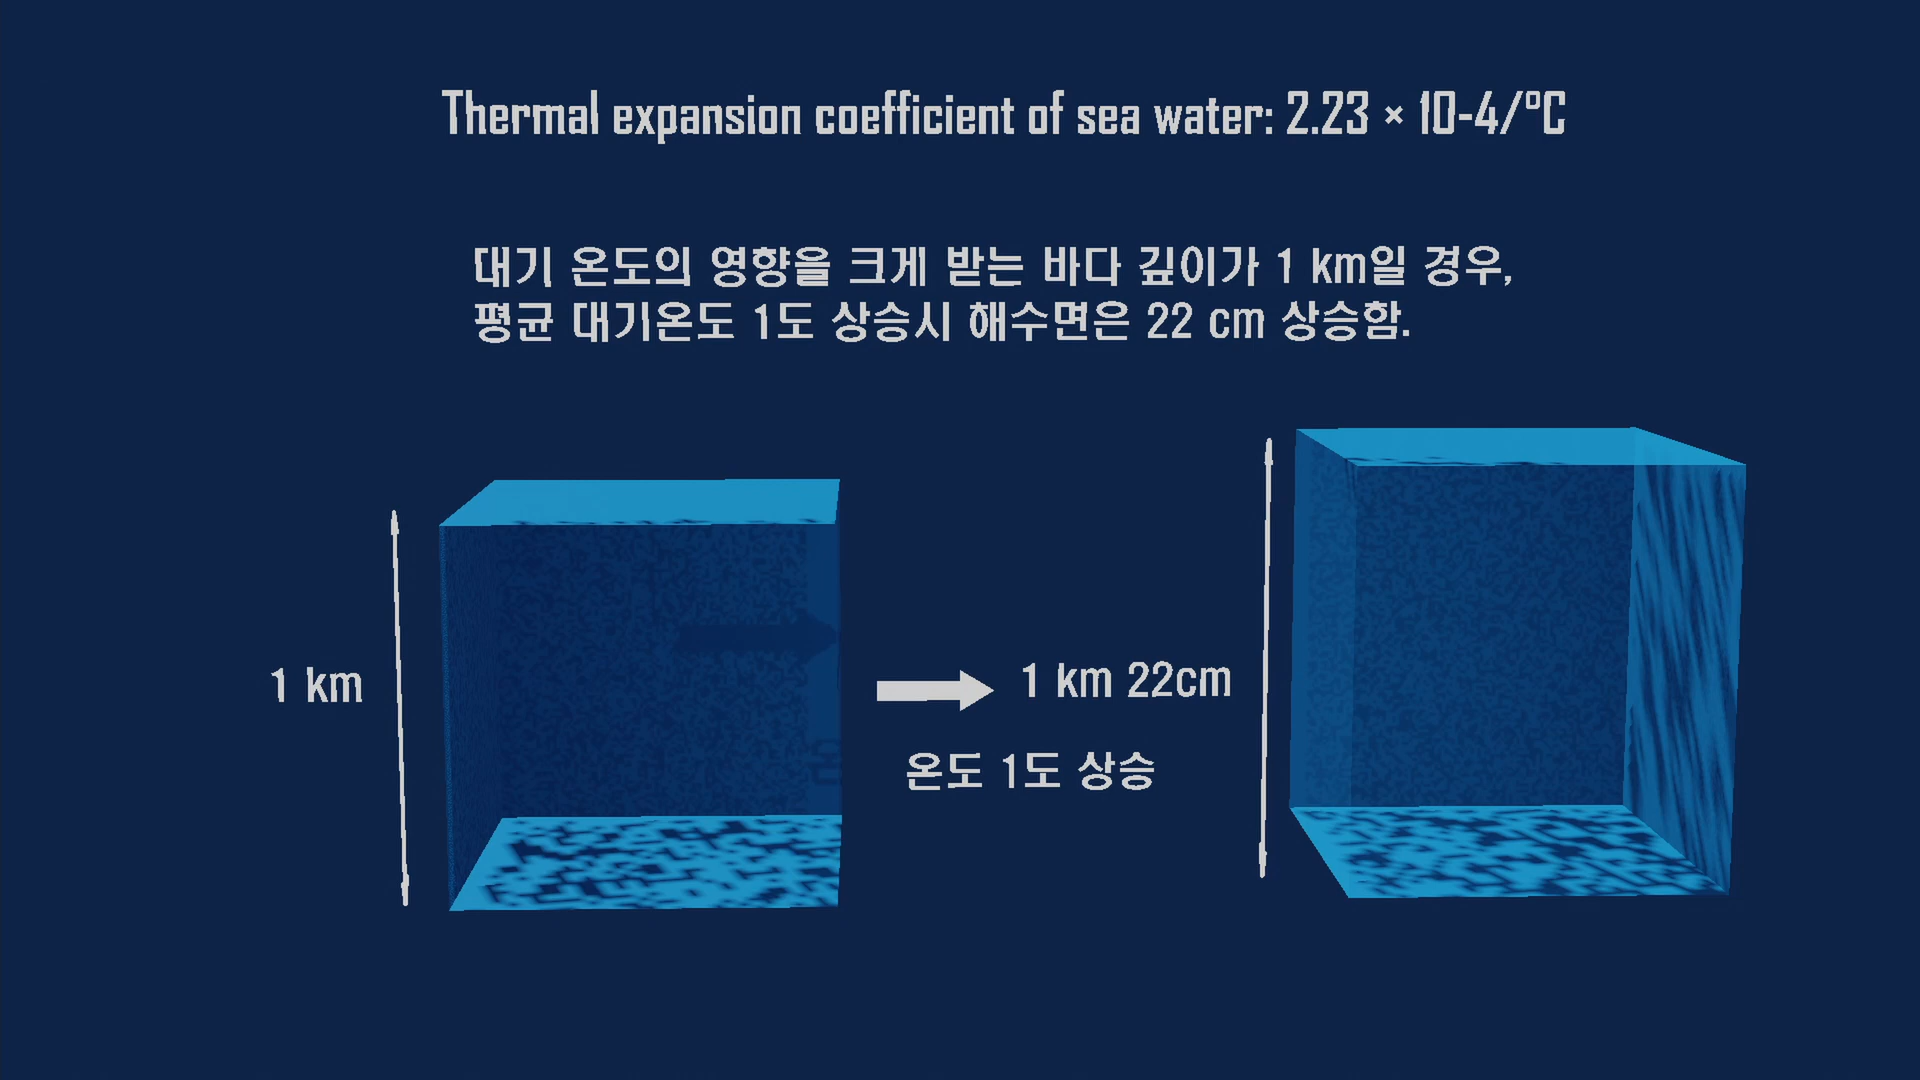 Thermal expansion coefficient of sea water: 2.23 × 10-4/°C
대기 온도의 영향을 크게 받는 바다 깊이가 1 km일 경우,
평균 대기온도 1도 상승시 해수면은 22 cm 상승함.
1 km
1 km 22cm
온도 1도 상승